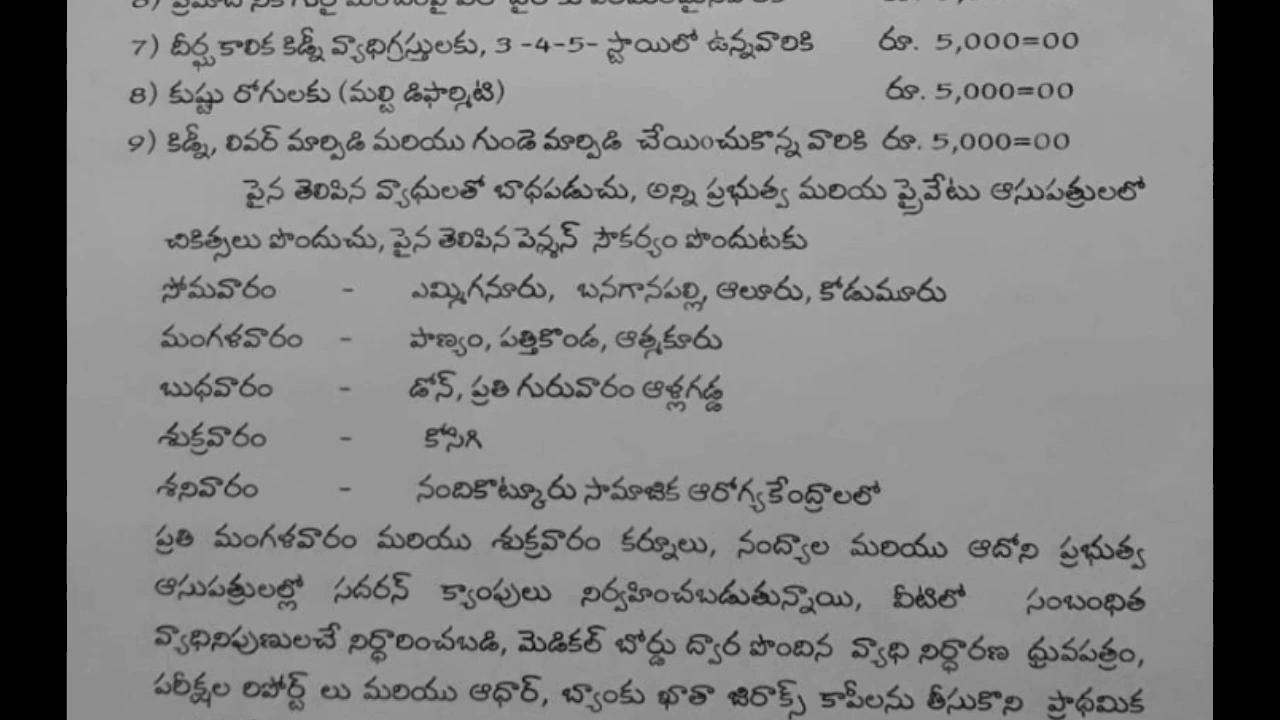 7) దీర్ఘ కాలిక కిడ్నీ వ్యాధిగ్రస్తులకు, 3 -4-5- స్టాయిలో ఉన్నవారికి రూ. 5,000=00
8) కుష్టు రోగులకు (మల్టి డిఫార్మిటి) రూ. 5,000=00
9) కిడ్నీ, లివర్ మార్పిడి మరియు గుండె మార్పిడి చేయించుకొన్న వారికి రూ. 5,000=00
పైన తెలిపిన వ్యాధులతో బాధపడుచు, అన్ని ప్రభుత్వ మరియ ప్రైవేటు ఆసుపత్రులలో
చికిత్సలు పొందుచు, పైన తెలిపిన పెన్షన్ సౌకర్యం పొందుటకు
సోమవారం - ఎమ్మిగనూరు, బనగానపల్లి, ఆలూరు, కోడుమూరు
మంగళవారం - పాణ్యం, పత్తికొండ, ఆత్మకూరు
బుధవారం - డోన్, ప్రతి గురువారం ఆళ్లగడ్డ
శుక్రవారం - కోసిగి
శనివారం - నందికొట్కూరు సామాజిక ఆరోగ్యకేంద్రాలలో
ప్రతి మంగళవారం మరియు శుక్రవారం కర్నూలు, నంద్యాల మరియు ఆదోని ప్రభుత్వ
ఆసుపత్రులల్లో సదరన్ క్యాంపులు నిర్వహించబడుతున్నాయి, వీటిలో సంబంధిత
వ్యాధినిపుణులచే నిర్ధారించబడి, మెడికల్ బోర్డు ద్వార పొందిన వ్యాధి నిర్ధారణ ధ్రువపత్రం,
పరీక్షల రిపోర్ట్ లు మరియు ఆధార్, బ్యాంకు ఖాతా జిరాక్స్ కాపీలను తీసుకొని ప్రాథమిక